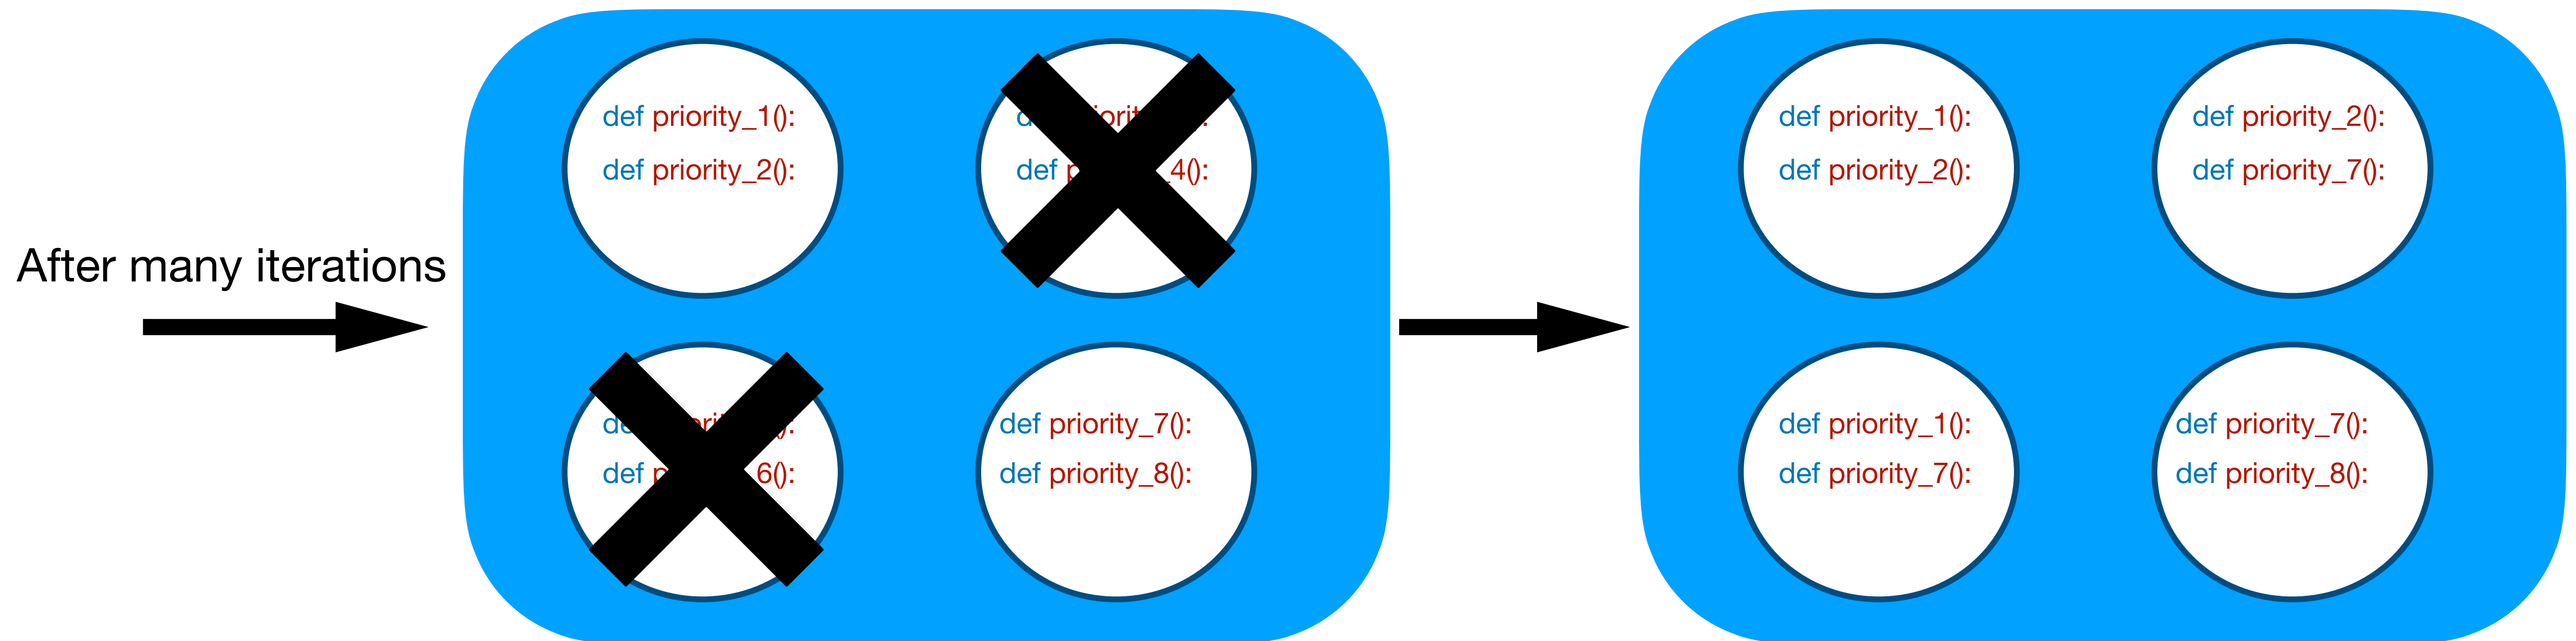 After many iterations
def priority_1():
def priority_2():
def
4():
def
6():
def priority_7():
def priority_8():
def priority_1():
def priority_2():
def priority_2():
def priority_7():
def priority_1():
def priority_7():
def priority_7():
def priority_8():